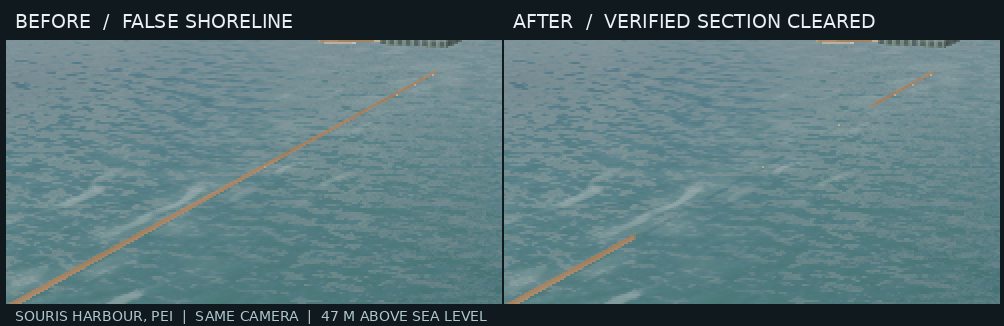 BEFORE / FALSE SHORELINE
AFTER / VERIFIED SECTION CLEARED
SOURIS HARBOUR, PEI | SAME CAMERA | 47 M ABOVE SEA LEVEL